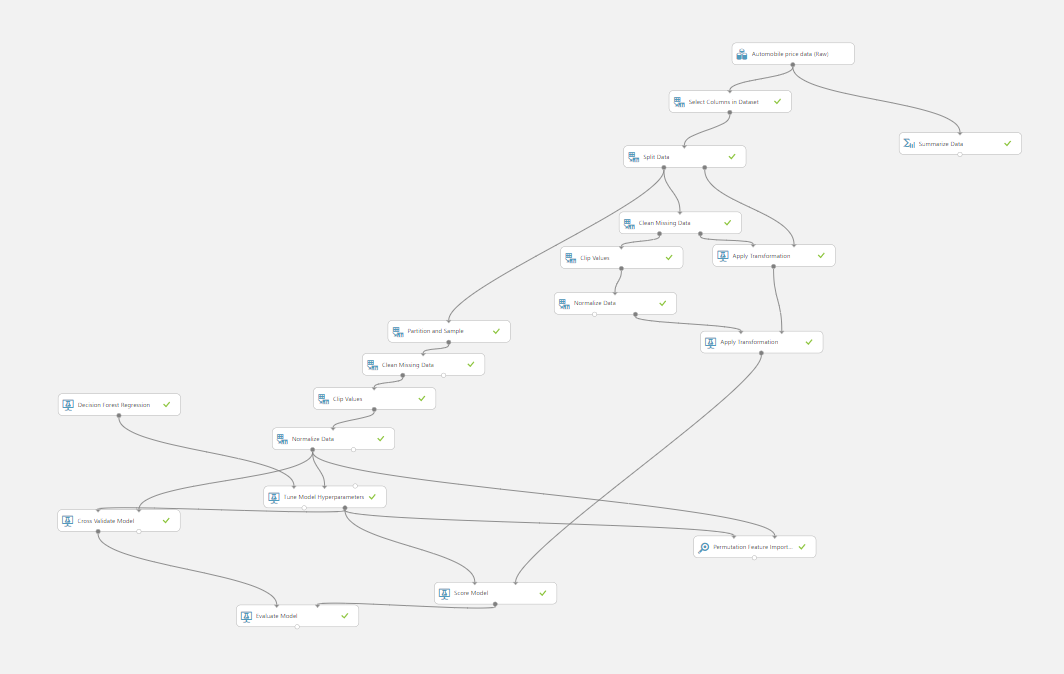 Automobile price data (Raw)
Select Columns in Dataset
Summarize Data
Split Data
Clean Missing Data
Clip Values
Apply Transformation
Normalize Data
Partition and Sample
Apply Transformation
Clean Missing Data
Clip Values
Decision Forest Regression
Normalize Data
Tune Model Hyperparameters
Cross Validate Model
Permutation Feature Import...
Score Model
Evaluate Model